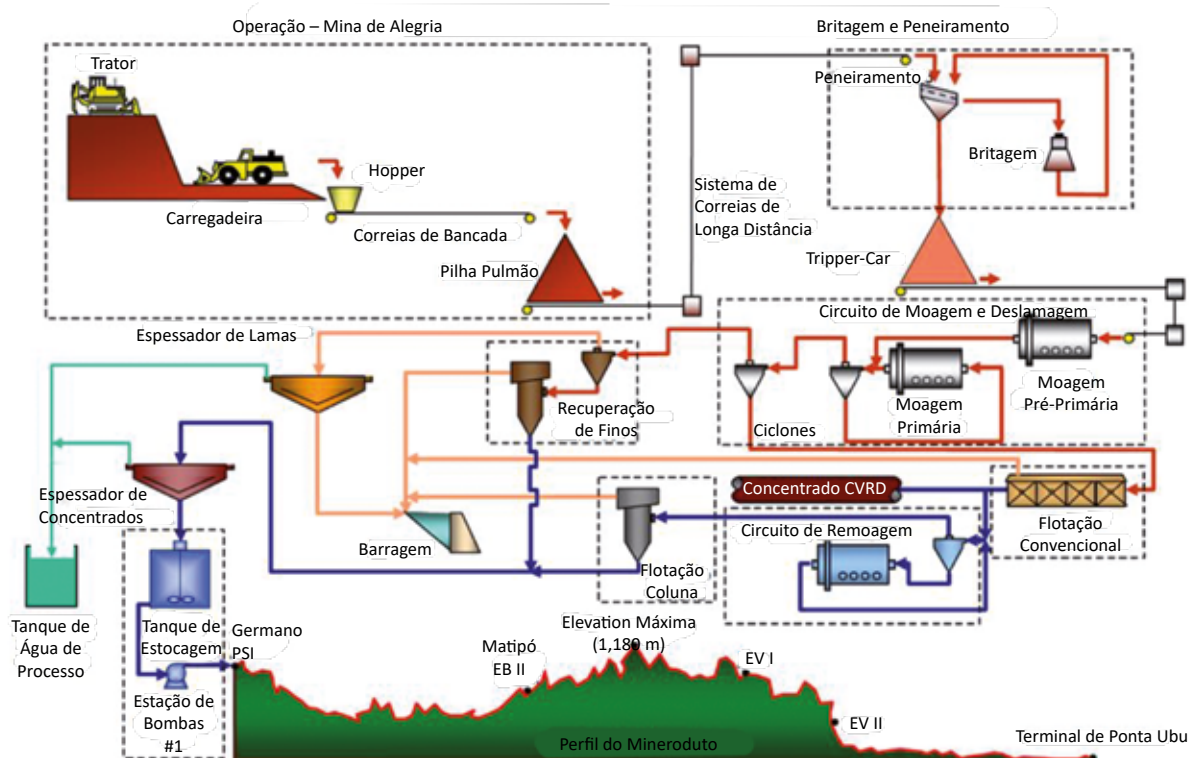 Operação – Mina de Alegria
Britagem e Peneiramento
Trator
Peneiramento
Hopper
Britagem
Carregadeira
Correias de Bancada
Sistema de
Correias de
Longa Distância
Pilha Pulmão
Tripper-Car
Circuito de Moagem e Deslamagem
Espessador de Lamas
Moagem
Pré-Primária
Moagem
Primária
Recuperação
de Finos
Ciclones
Concentrado CVRD
Espessador de
Concentrados
Barragem
Circuito de Remoagem
Flotação
Convencional
Flotação
Coluna
Tanque de
Água de
Processo
Tanque de
Estocagem
Germano
PSI
Elevation Máxima
(1,180 m)
Matipó
EB II
EV I
Estação de
Bombas
#1
EV II
Perfil do Mineroduto
Terminal de Ponta Ubu